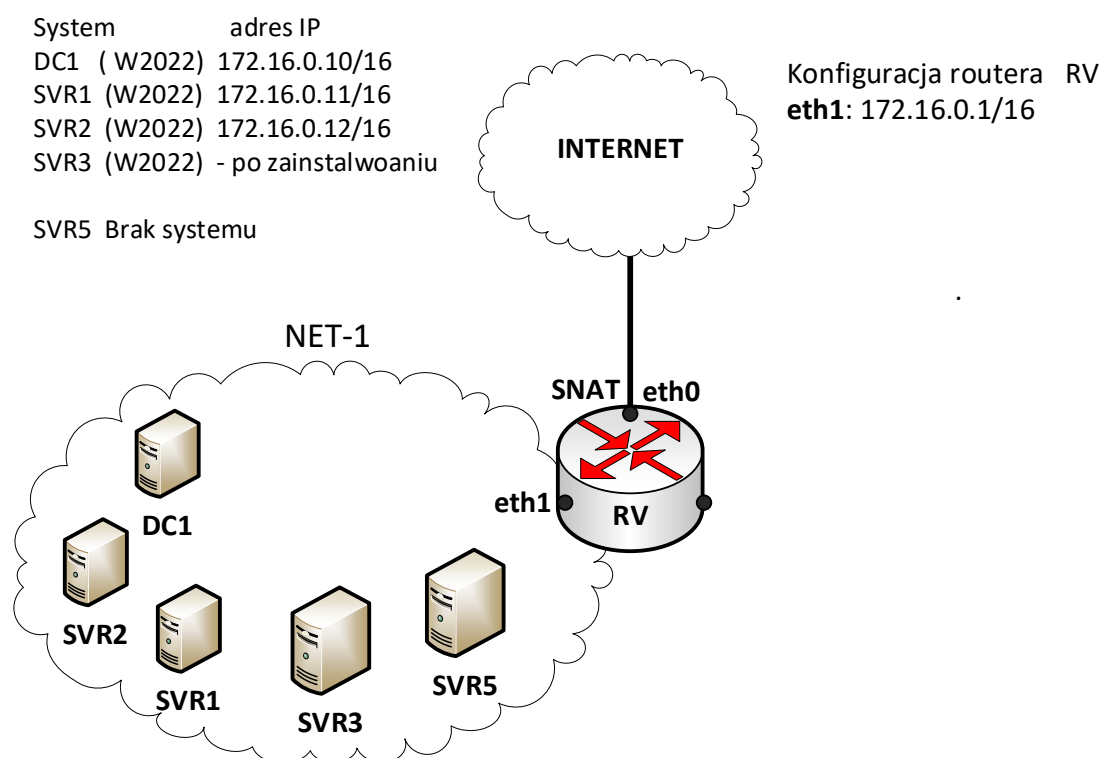 System adres IP
DC1 ( W2022) 172.16.0.10/16
SVR1 (W2022) 172.16.0.11/16
SVR2 (W2022) 172.16.0.12/16
SVR3 (W2022) - po zainstalwoaniu
SVR5 Brak systemu
Konfiguracja routera RV
eth1: 172.16.0.1/16
INTERNET
.
NET-1
SNAT eth0
eth1
RV
DC1
SVR2
SVR1
SVR3
SVR5